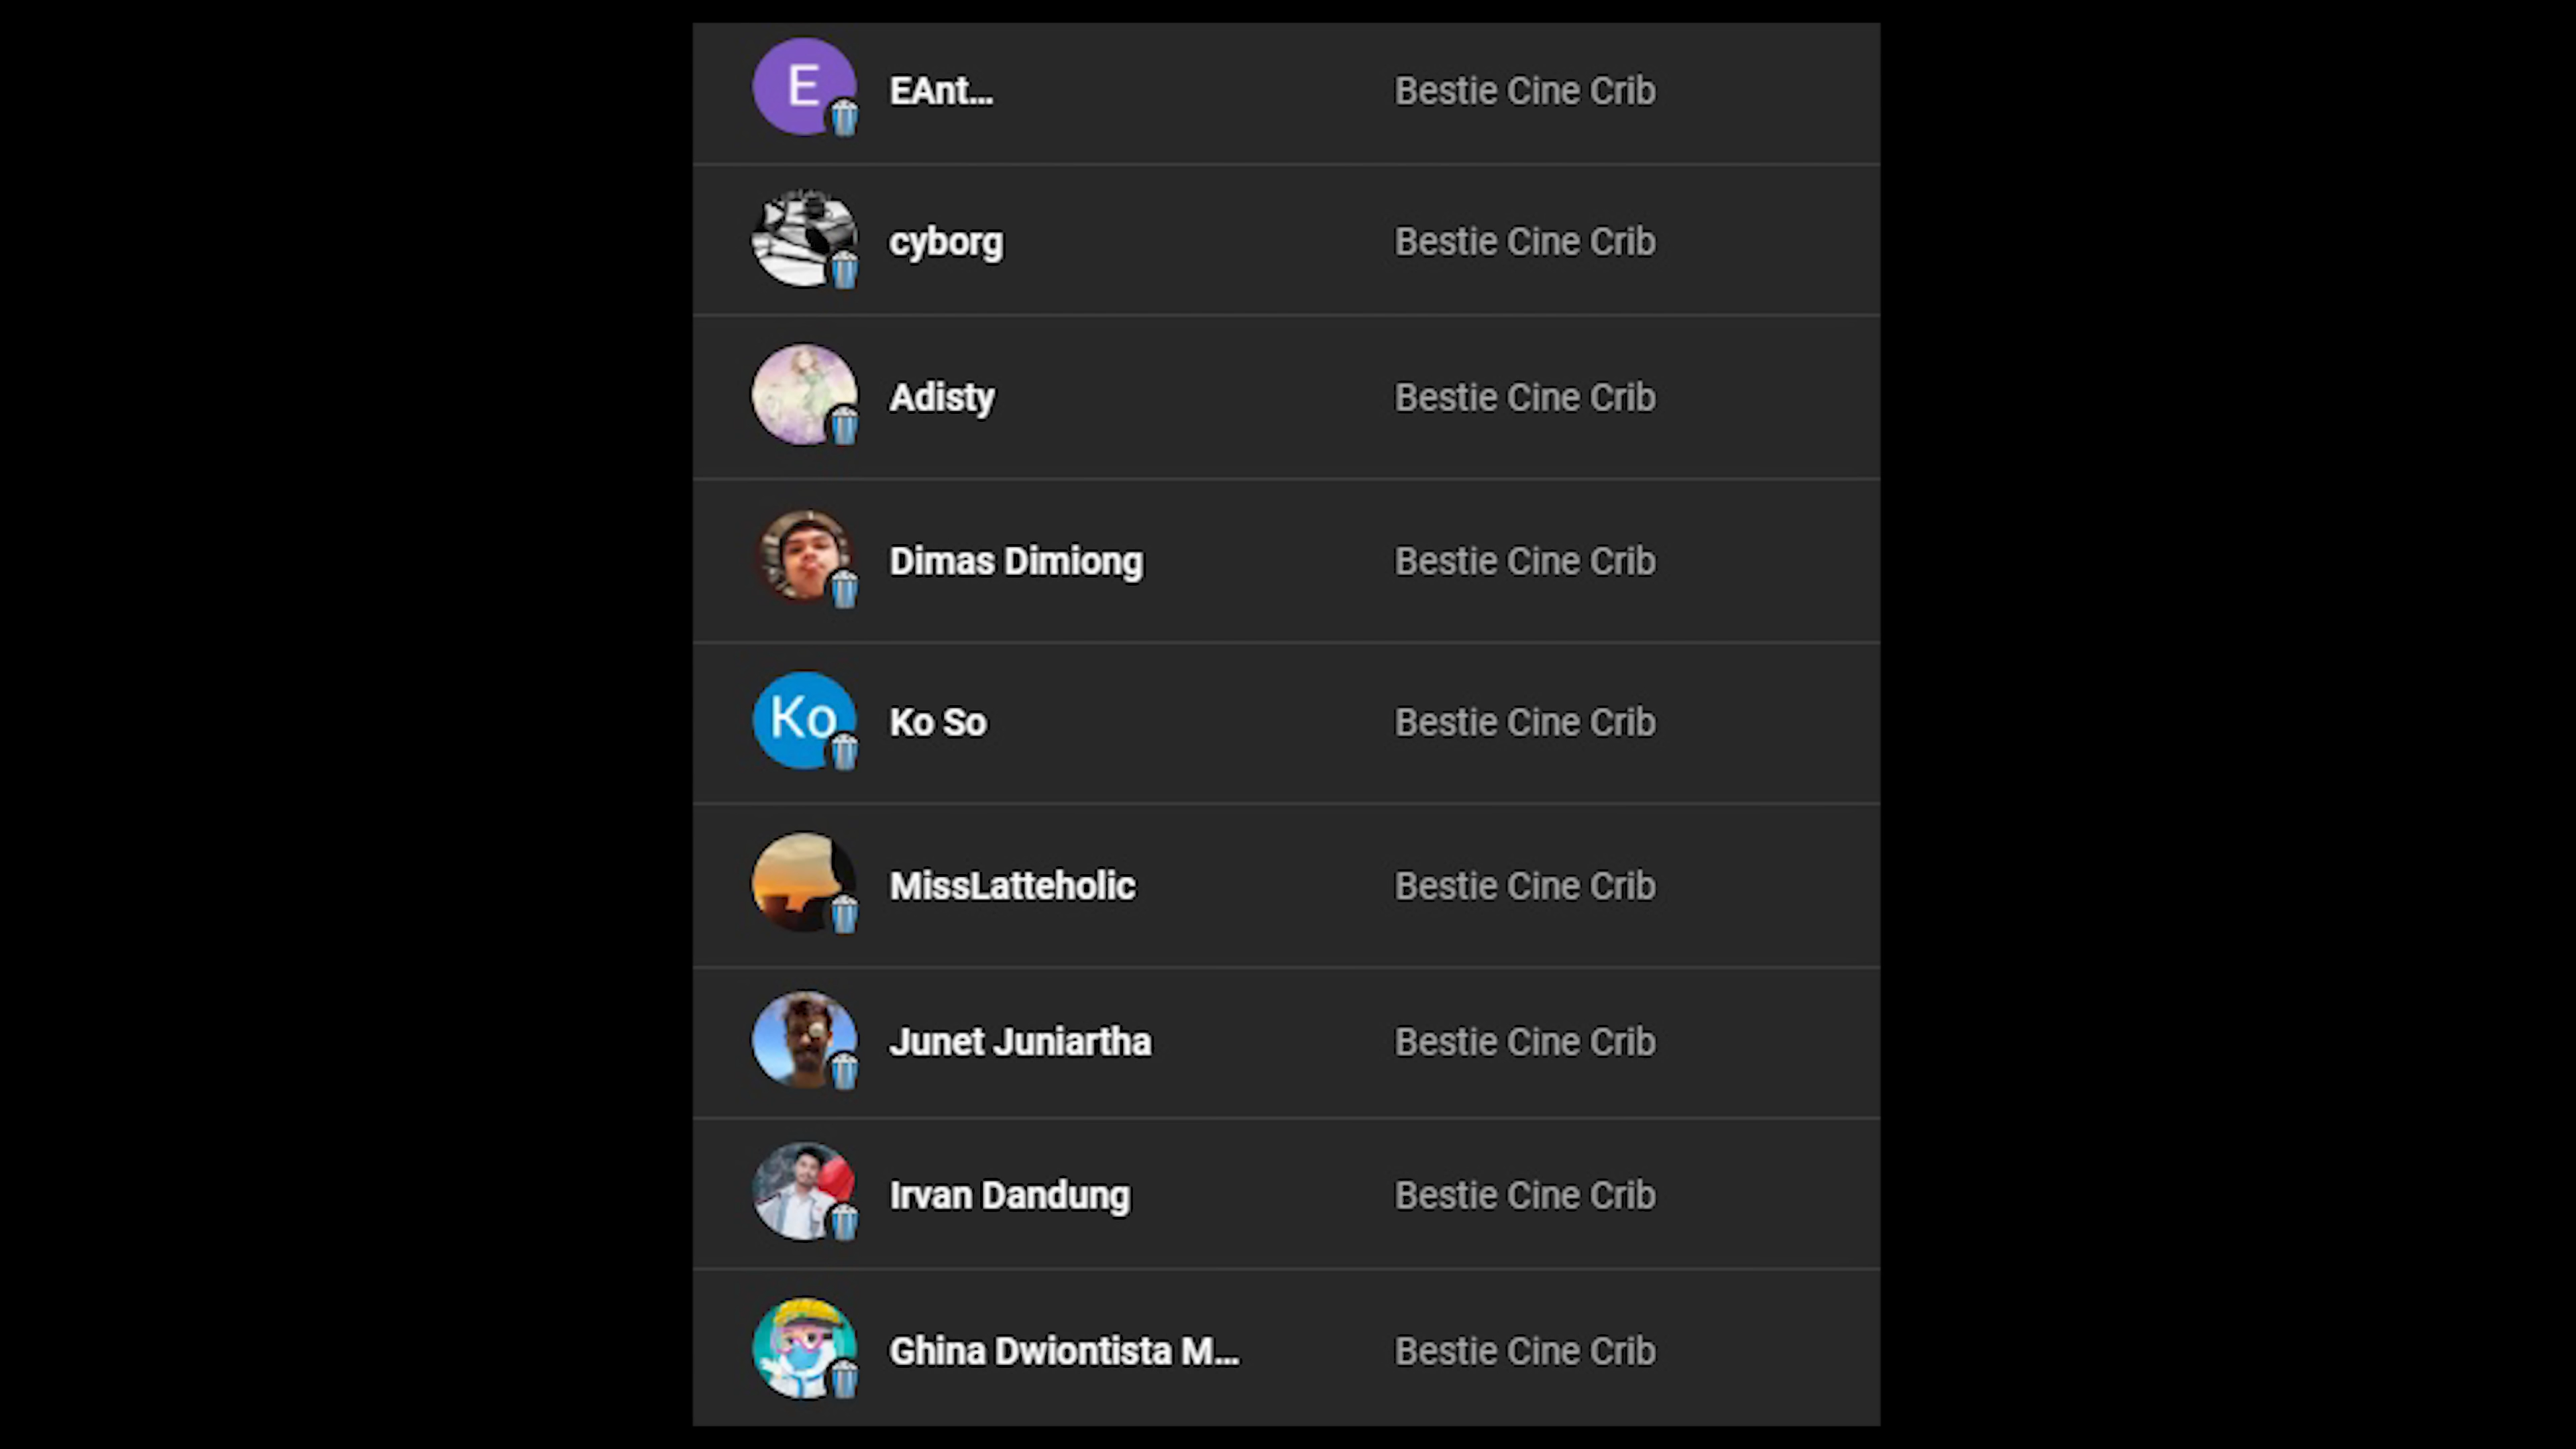 E EAnt... Bestie Cine Crib
cyborg Bestie Cine Crib
Adisty Bestie Cine Crib
Dimas Dimiong Bestie Cine Crib
Ko Ko So Bestie Cine Crib
MissLatteholic Bestie Cine Crib
Junet Juniartha Bestie Cine Crib
Irvan Dandung Bestie Cine Crib
Ghina Dwiontista M... Bestie Cine Crib